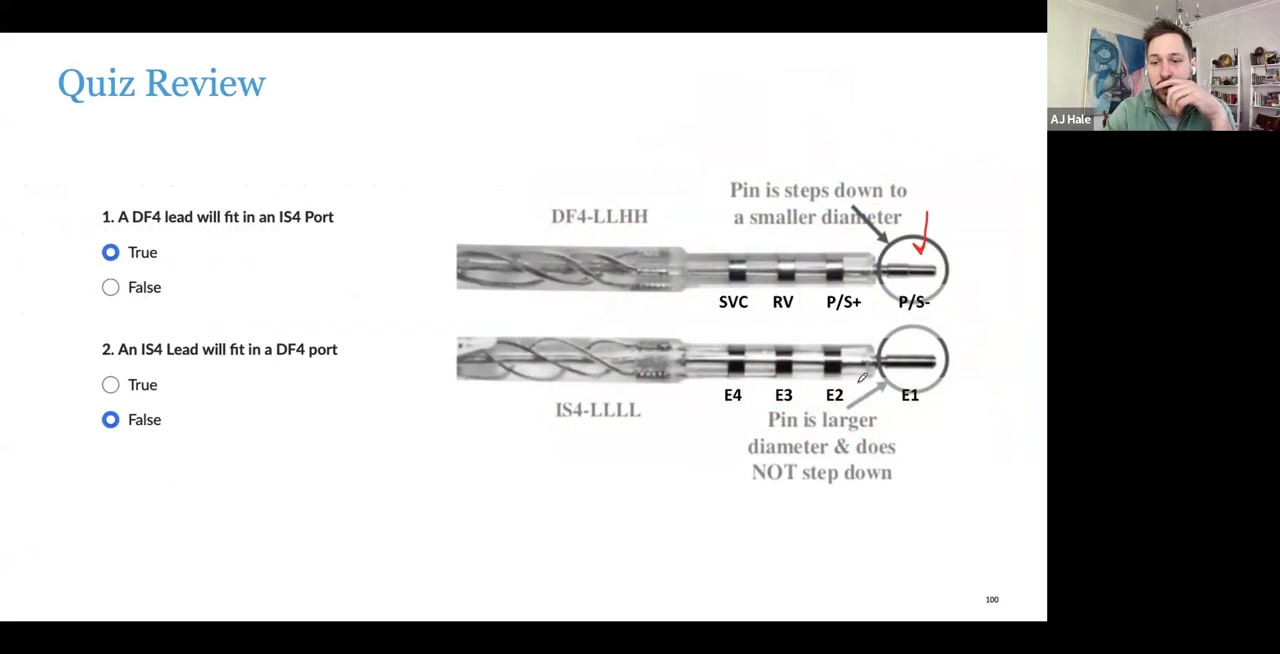 Quiz Review
AJ Hale
1. A DF4 lead will fit in an IS4 Port
True
False
2. An IS4 Lead will fit in a DF4 port
True
False
DF4-LLHH
Pin is steps down to
a smaller diameter
SVC RV P/S+ P/S-
E4 E3 E2 E1
IS4-LLLL
Pin is larger
diameter & does
NOT step down
100